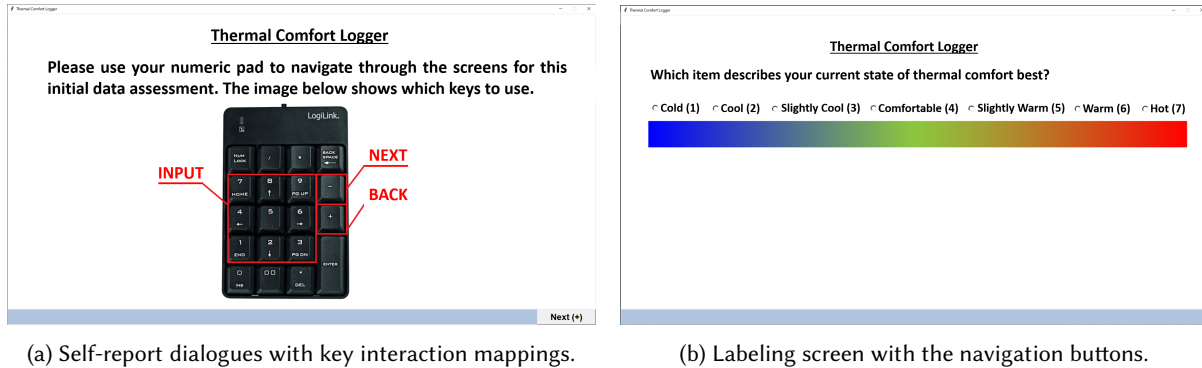 Thermal Comfort Logger
Thermal Comfort Logger
Please use your numeric pad to navigate through the screens for this
initial data assessment. The image below shows which keys to use.
LogiLink.
NUM LOCK
/
*
BACK SPACE
NEXT
INPUT
7 HOME
8
9 PG UP
-
BACK
4
5
6
+
1 END
2
3 PG DN
ENTER
0 INS
00
. DEL
Next (+)
(a) Self-report dialogues with key interaction mappings.
Thermal Comfort Logger
Thermal Comfort Logger
Which item describes your current state of thermal comfort best?
Cold (1) Cool (2) Slightly Cool (3) Comfortable (4) Slightly Warm (5) Warm (6) Hot (7)
(b) Labeling screen with the navigation buttons.